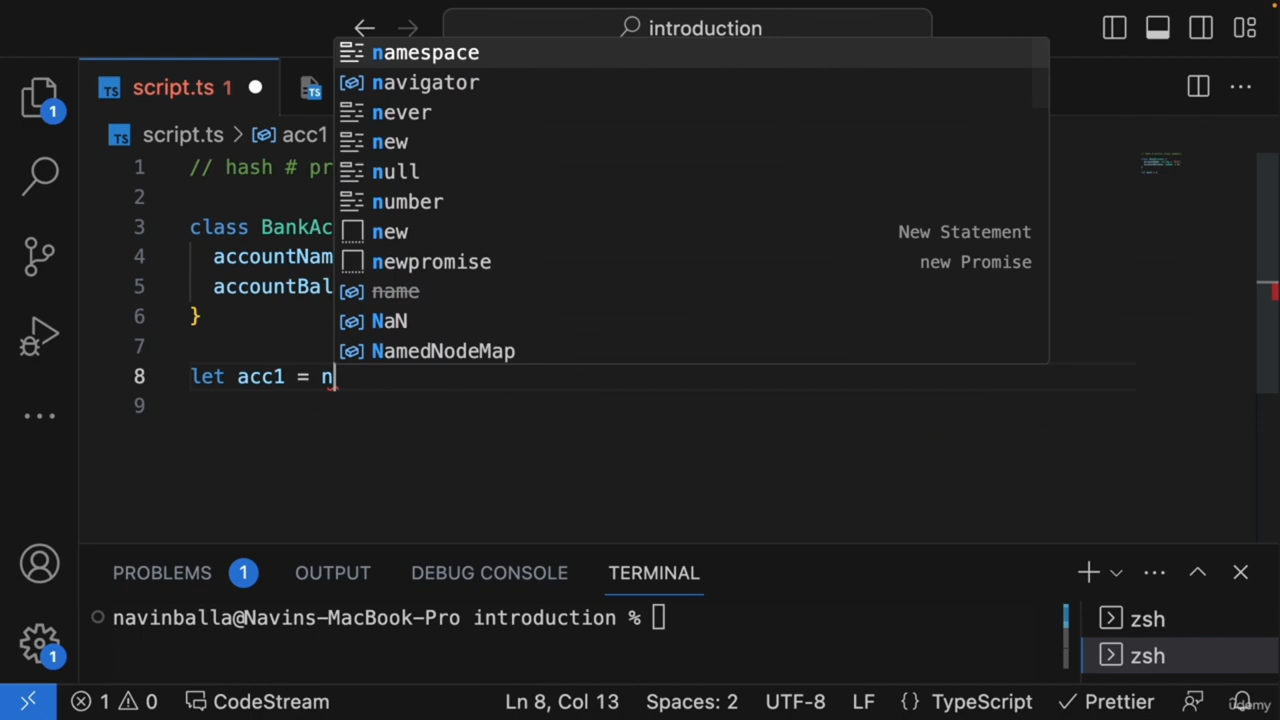 introduction
script.ts 1
script.ts > acc1
namespace
navigator
never
new
null
number
new New Statement
newpromise new Promise
name
NaN
NamedNodeMap
1 // hash # pr
2
3 class BankAc
4 accountNam
5 accountBal
6 }
7
8 let acc1 = n
9
1
1
PROBLEMS 1 OUTPUT DEBUG CONSOLE TERMINAL
navinballa@Navins-MacBook-Pro introduction %
zsh
zsh
1 0 CodeStream Ln 8, Col 13 Spaces: 2 UTF-8 LF {} TypeScript Prettier
ûdemy